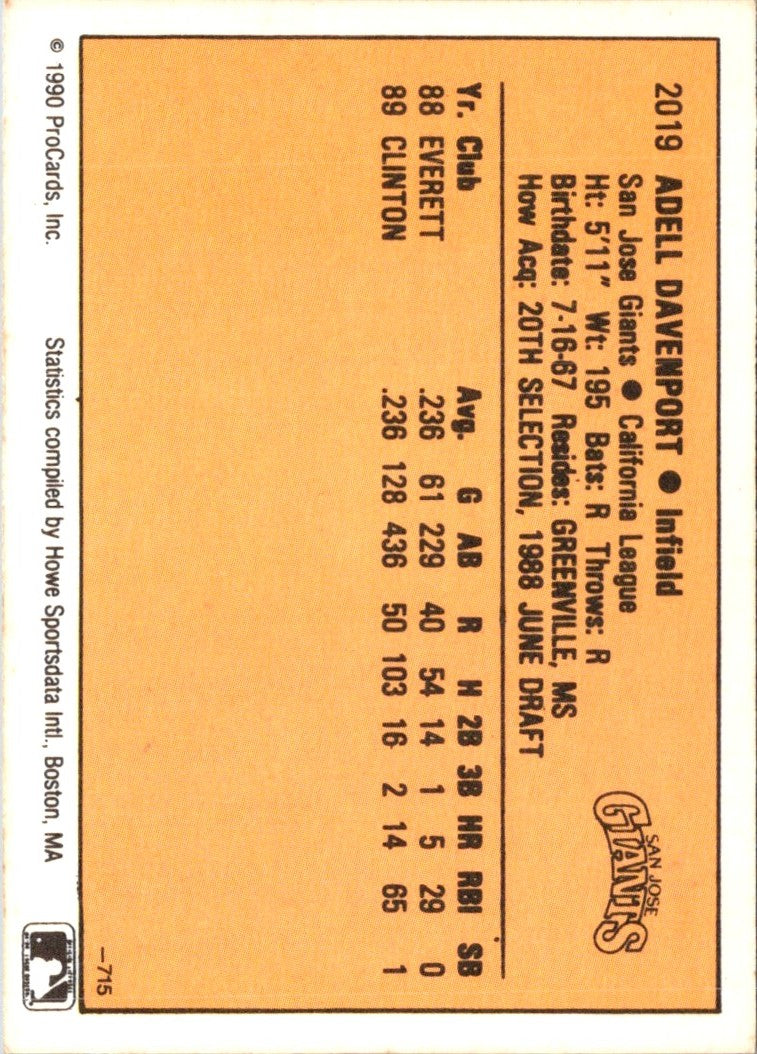 2019 ADELL DAVENPORT ● Infield
San Jose Giants ● California League
Ht: 5'11" Wt: 195 Bats: R Throws: R
Birthdate: 7-16-67 Resides: GREENVILLE, MS
How Acq: 20TH SELECTION, 1988 JUNE DRAFT
SAN JOSE
GIANTS
Yr. Club Avg. G AB R H 2B 3B HR RBI SB
88 EVERETT .236 61 229 40 54 14 1 5 29 0
89 CLINTON .236 128 436 50 103 16 2 14 65 1
—715
© 1990 ProCards, Inc. Statistics compiled by Howe Sportsdata Intl., Boston, MA